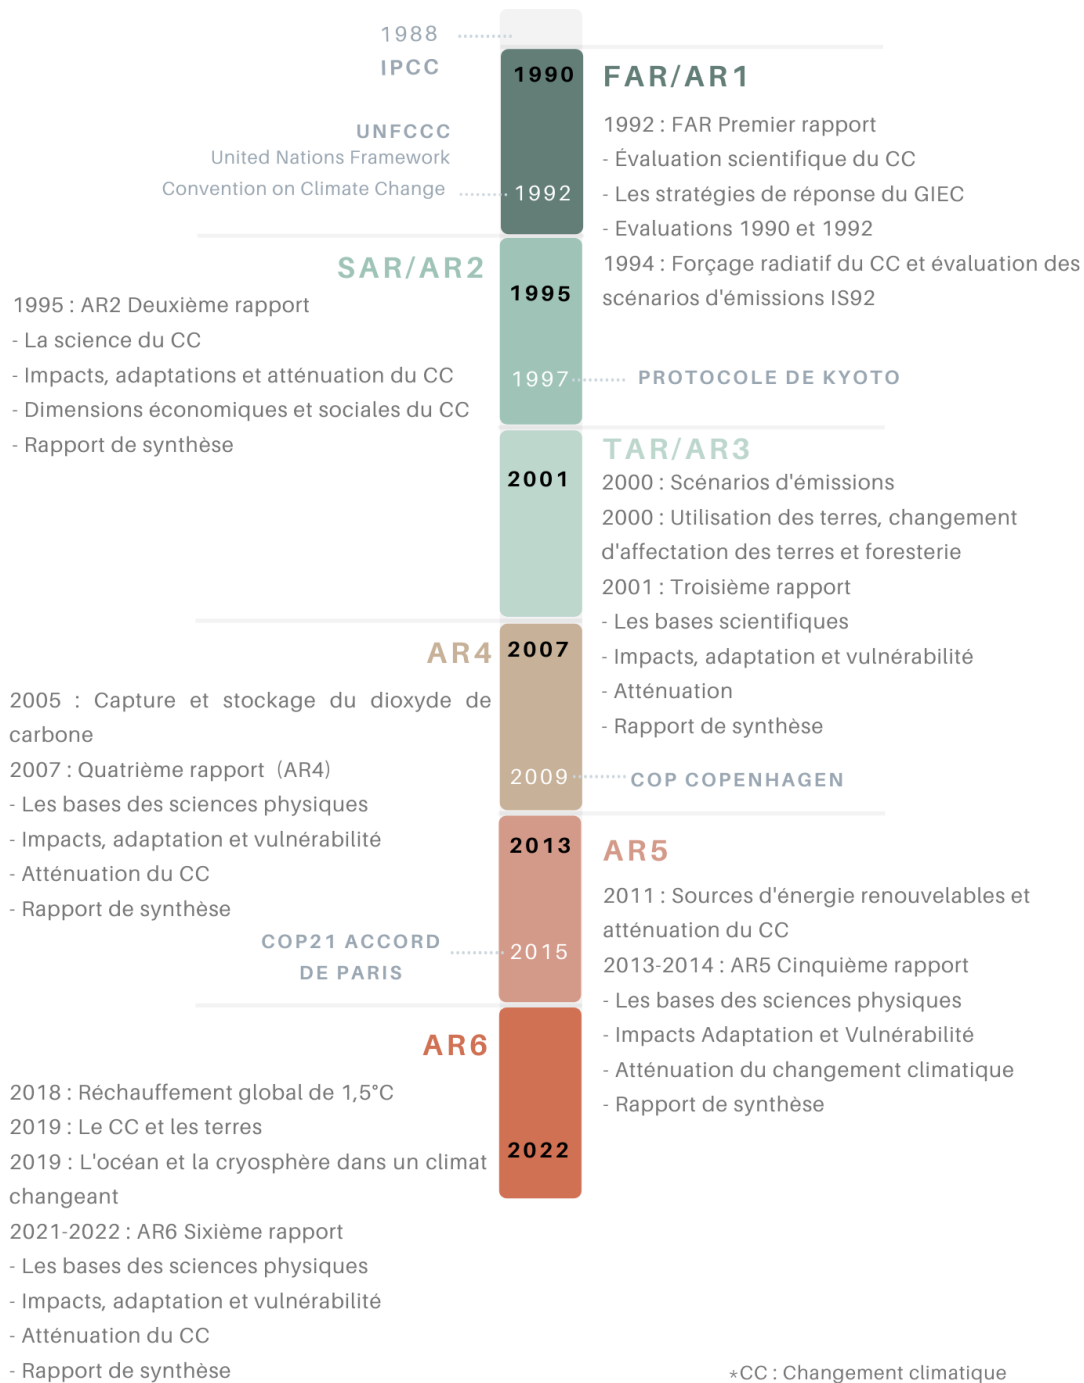 1988
IPCC
1990
FAR/AR1
1992 : FAR Premier rapport
- Évaluation scientifique du CC
- Les stratégies de réponse du GIEC
- Evaluations 1990 et 1992
1994 : Forçage radiatif du CC et évaluation des
scénarios d'émissions IS92
UNFCCC
United Nations Framework
Convention on Climate Change
1992
SAR/AR2
1995 : AR2 Deuxième rapport
- La science du CC
- Impacts, adaptations et atténuation du CC
- Dimensions économiques et sociales du CC
- Rapport de synthèse
1995
1997
PROTOCOLE DE KYOTO
TAR/AR3
2001
2000 : Scénarios d'émissions
2000 : Utilisation des terres, changement
d'affectation des terres et foresterie
2001 : Troisième rapport
- Les bases scientifiques
- Impacts, adaptation et vulnérabilité
- Atténuation
- Rapport de synthèse
AR4
2007
2005 : Capture et stockage du dioxyde de
carbone
2007 : Quatrième rapport (AR4)
- Les bases des sciences physiques
- Impacts, adaptation et vulnérabilité
- Atténuation du CC
- Rapport de synthèse
2009
COP COPENHAGEN
2013
AR5
2011 : Sources d'énergie renouvelables et
atténuation du CC
2013-2014 : AR5 Cinquième rapport
- Les bases des sciences physiques
- Impacts Adaptation et Vulnérabilité
- Atténuation du changement climatique
- Rapport de synthèse
COP21 ACCORD
DE PARIS
2015
AR6
2018 : Réchauffement global de 1,5°C
2019 : Le CC et les terres
2019 : L'océan et la cryosphère dans un climat
changeant
2021-2022 : AR6 Sixième rapport
- Les bases des sciences physiques
- Impacts, adaptation et vulnérabilité
- Atténuation du CC
- Rapport de synthèse
2022
*CC : Changement climatique